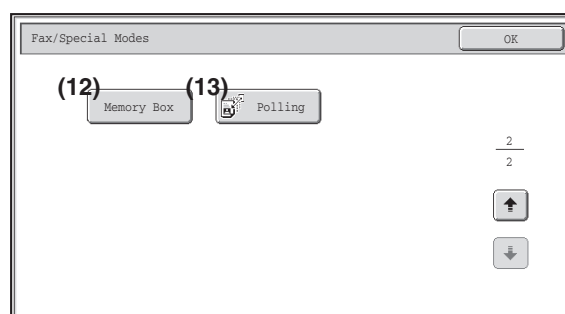 Fax/Special Modes OK
(12) (13)
Memory Box Polling
2
2